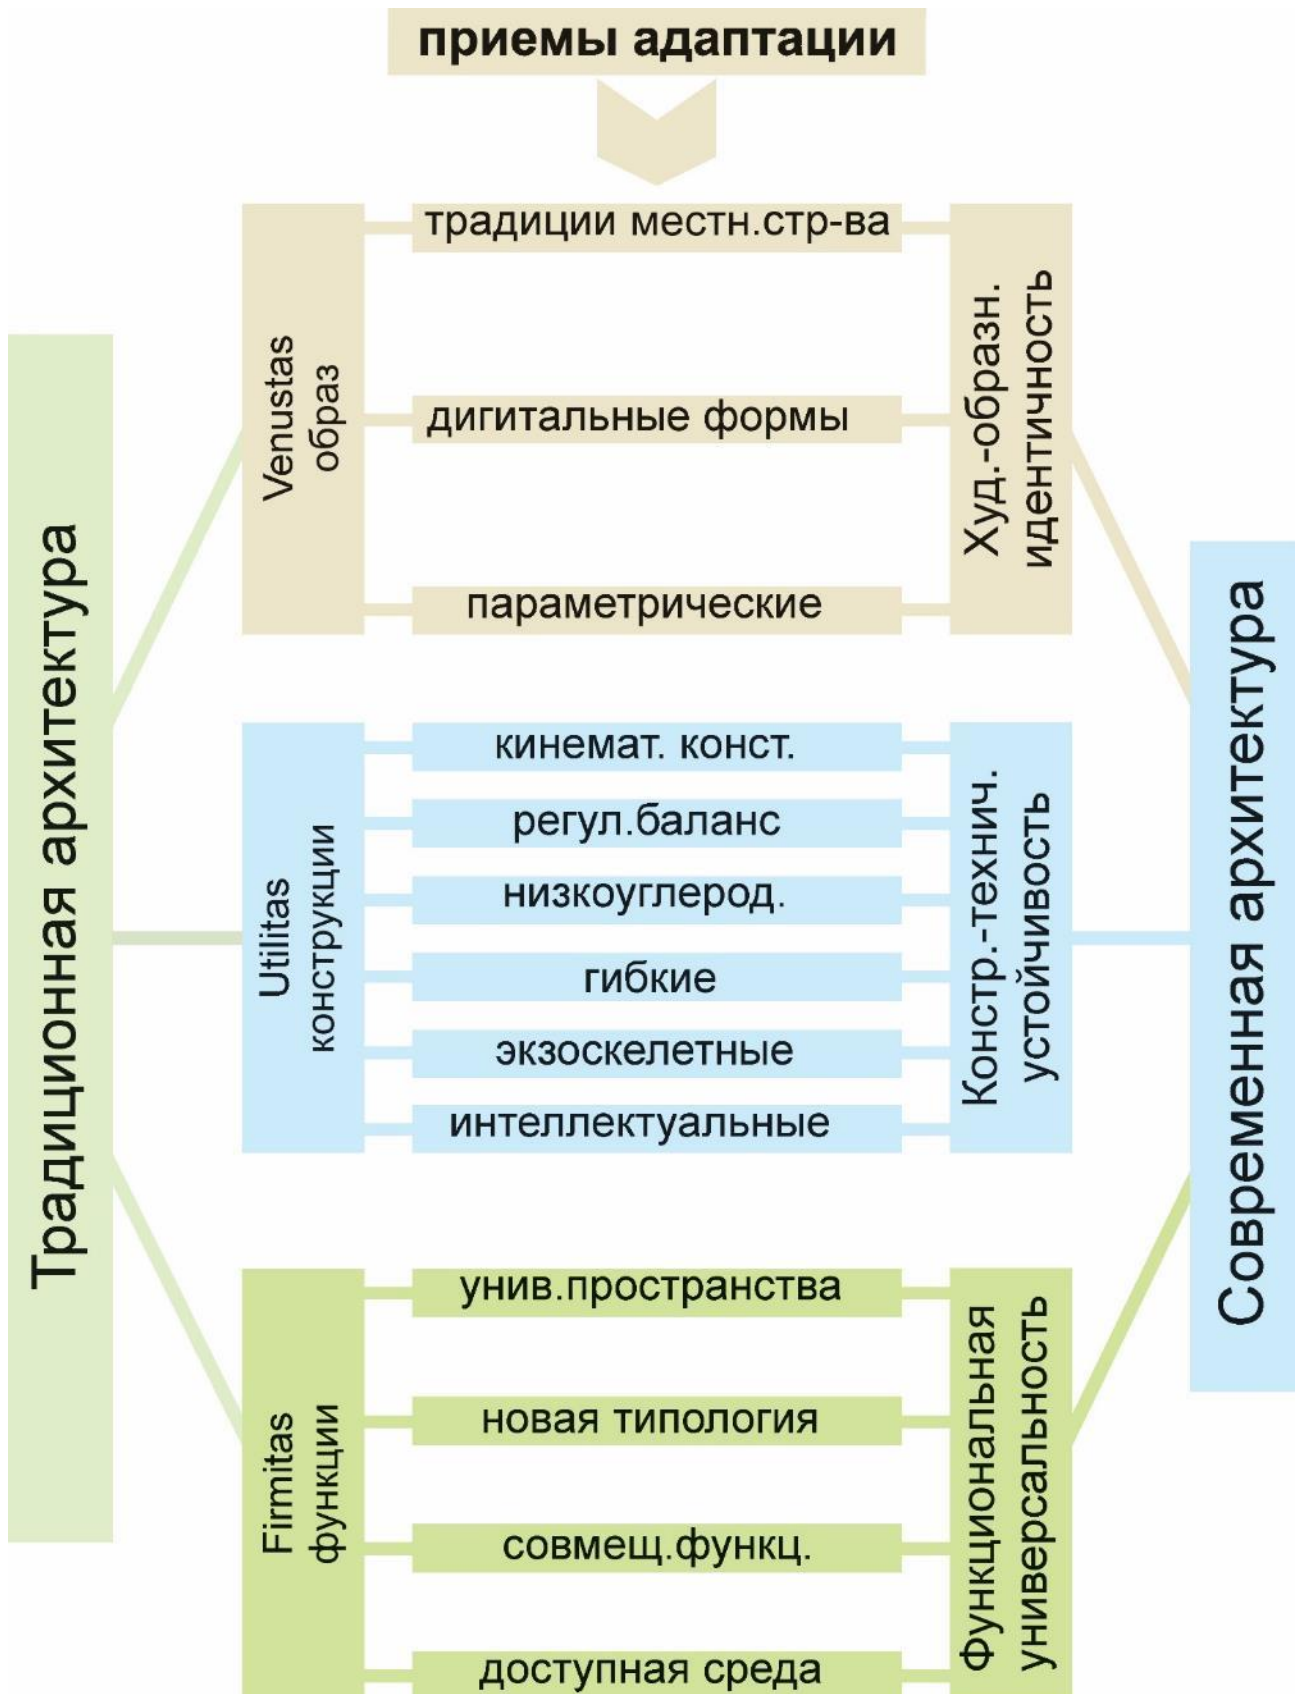 приемы адаптации
Традиционная архитектура
Venustas
образ
традиции местн.стр-ва
дигитальные формы
параметрические
Худ.-образн.
идентичность
Utilitas
конструкции
кинемат. конст.
регул.баланс
низкоуглерод.
гибкие
экзоскелетные
интеллектуальные
Констр.-технич.
устойчивость
Firmitas
функции
унив.пространства
новая типология
совмещ.функц.
доступная среда
Функциональная
универсальность
Современная архитектура